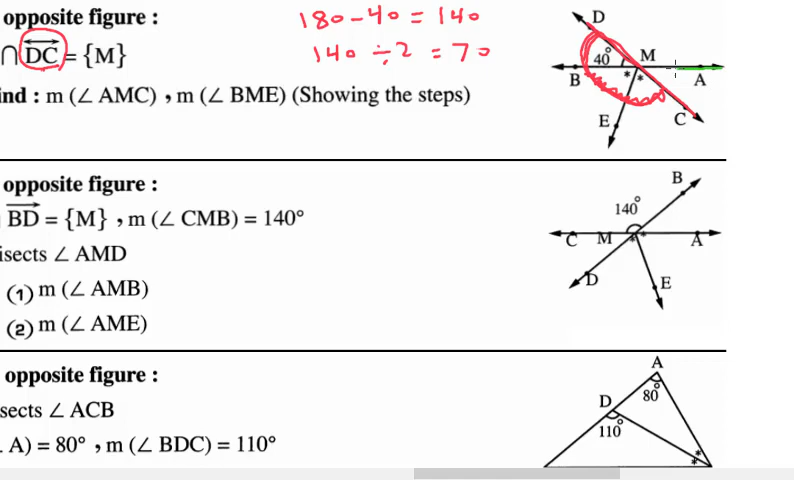 opposite figure :
180-40 = 140
∩ DC = {M}
140 ÷ 2 = 70
ind : m (∠ AMC) , m (∠ BME) (Showing the steps)
D
40°
M
B
A
E
C
opposite figure :
BD = {M} , m (∠ CMB) = 140°
isects ∠ AMD
(1) m (∠ AMB)
(2) m (∠ AME)
B
140°
C M A
D
E
opposite figure :
sects ∠ ACB
A) = 80° , m (∠ BDC) = 110°
A
80°
D
110°